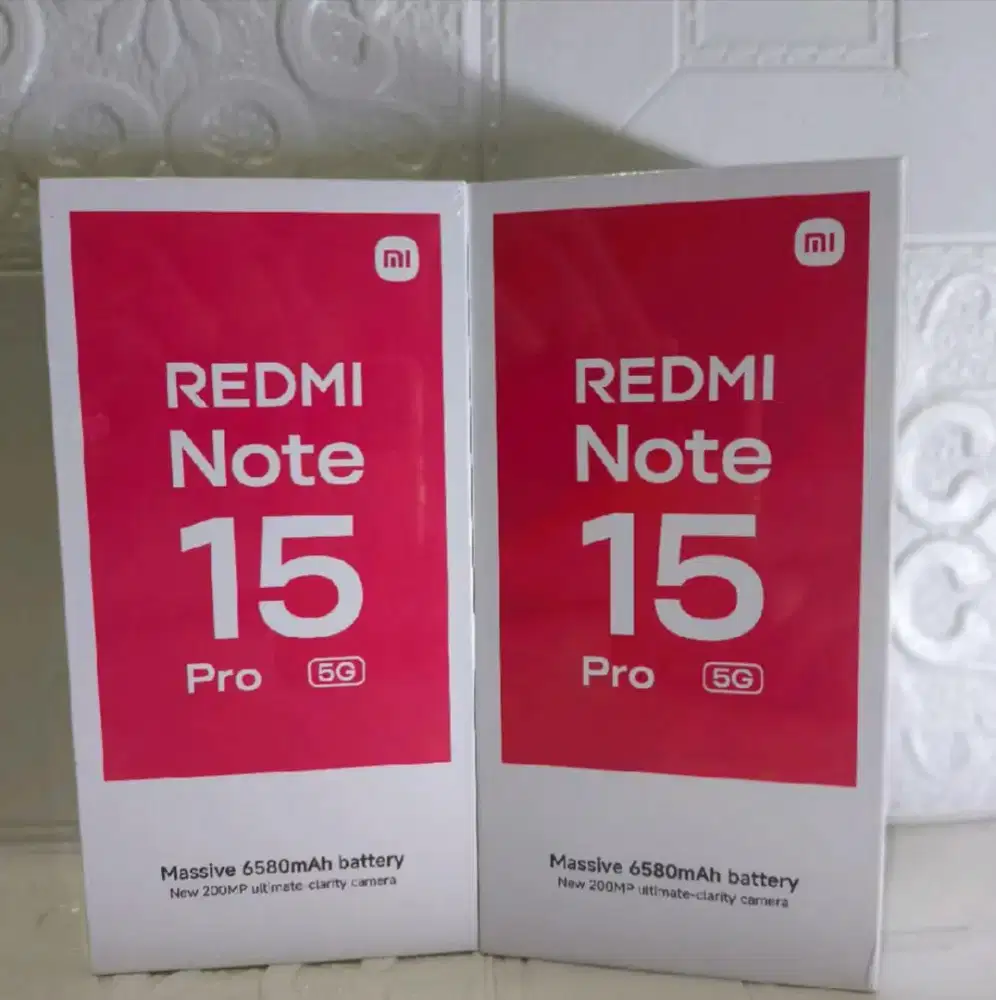 mi
REDMI
Note
15
Pro 5G
Massive 6580mAh battery
New 200MP ultimate-clarity camera
mi
REDMI
Note
15
Pro 5G
Massive 6580mAh battery
New 200MP ultimate-clarity camera